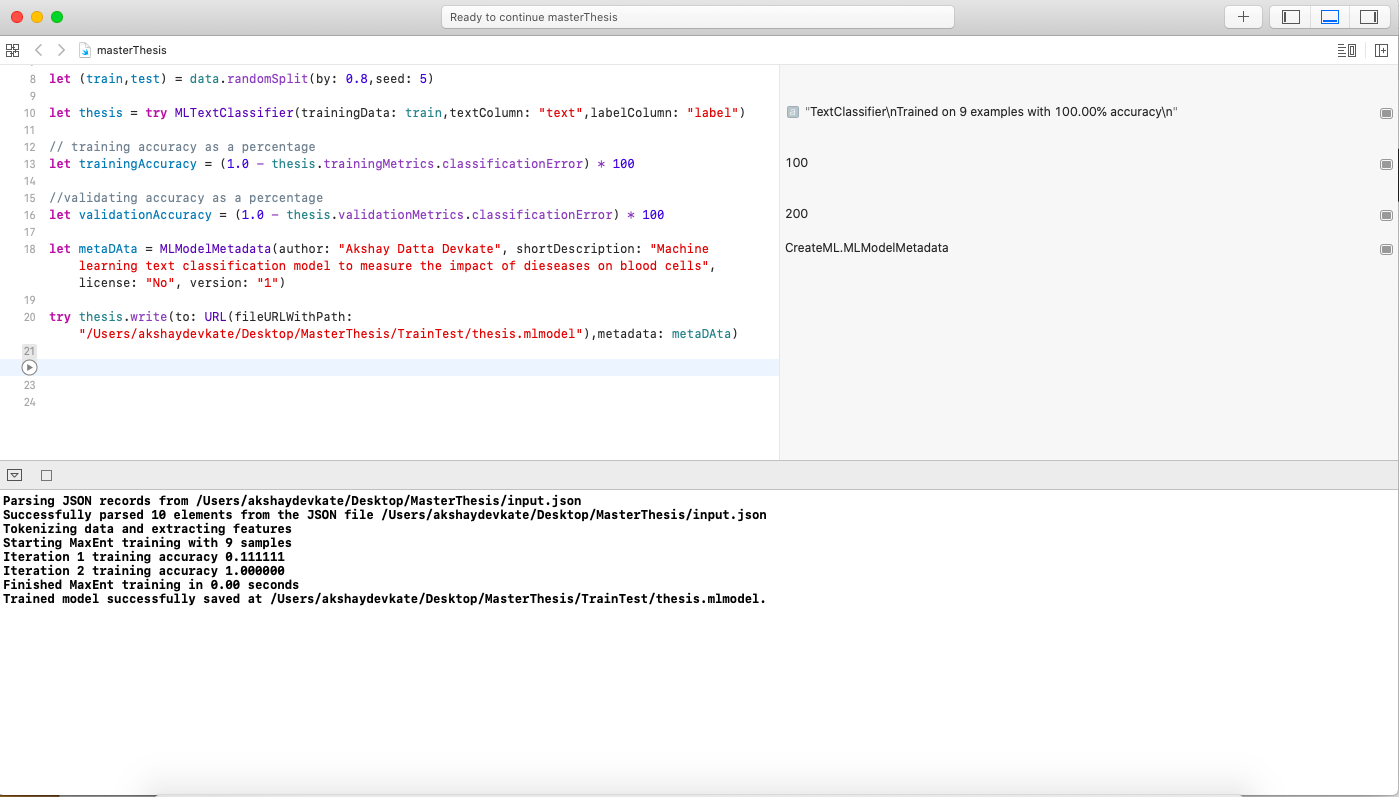 Ready to continue masterThesis
masterThesis
8 let (train,test) = data.randomSplit(by: 0.8,seed: 5)
9
10 let thesis = try MLTextClassifier(trainingData: train,textColumn: "text",labelColumn: "label")
"TextClassifier\nTrained on 9 examples with 100.00% accuracy\n"
11
12 // training accuracy as a percentage
13 let trainingAccuracy = (1.0 - thesis.trainingMetrics.classificationError) * 100
100
14
15 //validating accuracy as a percentage
16 let validationAccuracy = (1.0 - thesis.validationMetrics.classificationError) * 100
200
17
18 let metaDAta = MLModelMetadata(author: "Akshay Datta Devkate", shortDescription: "Machine
CreateML.MLModelMetadata
learning text classification model to measure the impact of dieseases on blood cells",
license: "No", version: "1")
19
20 try thesis.write(to: URL(fileURLWithPath:
"/Users/akshaydevkate/Desktop/MasterThesis/TrainTest/thesis.mlmodel"),metadata: metaDAta)
21
23
24
Parsing JSON records from /Users/akshaydevkate/Desktop/MasterThesis/input.json
Successfully parsed 10 elements from the JSON file /Users/akshaydevkate/Desktop/MasterThesis/input.json
Tokenizing data and extracting features
Starting MaxEnt training with 9 samples
Iteration 1 training accuracy 0.111111
Iteration 2 training accuracy 1.000000
Finished MaxEnt training in 0.00 seconds
Trained model successfully saved at /Users/akshaydevkate/Desktop/MasterThesis/TrainTest/thesis.mlmodel.